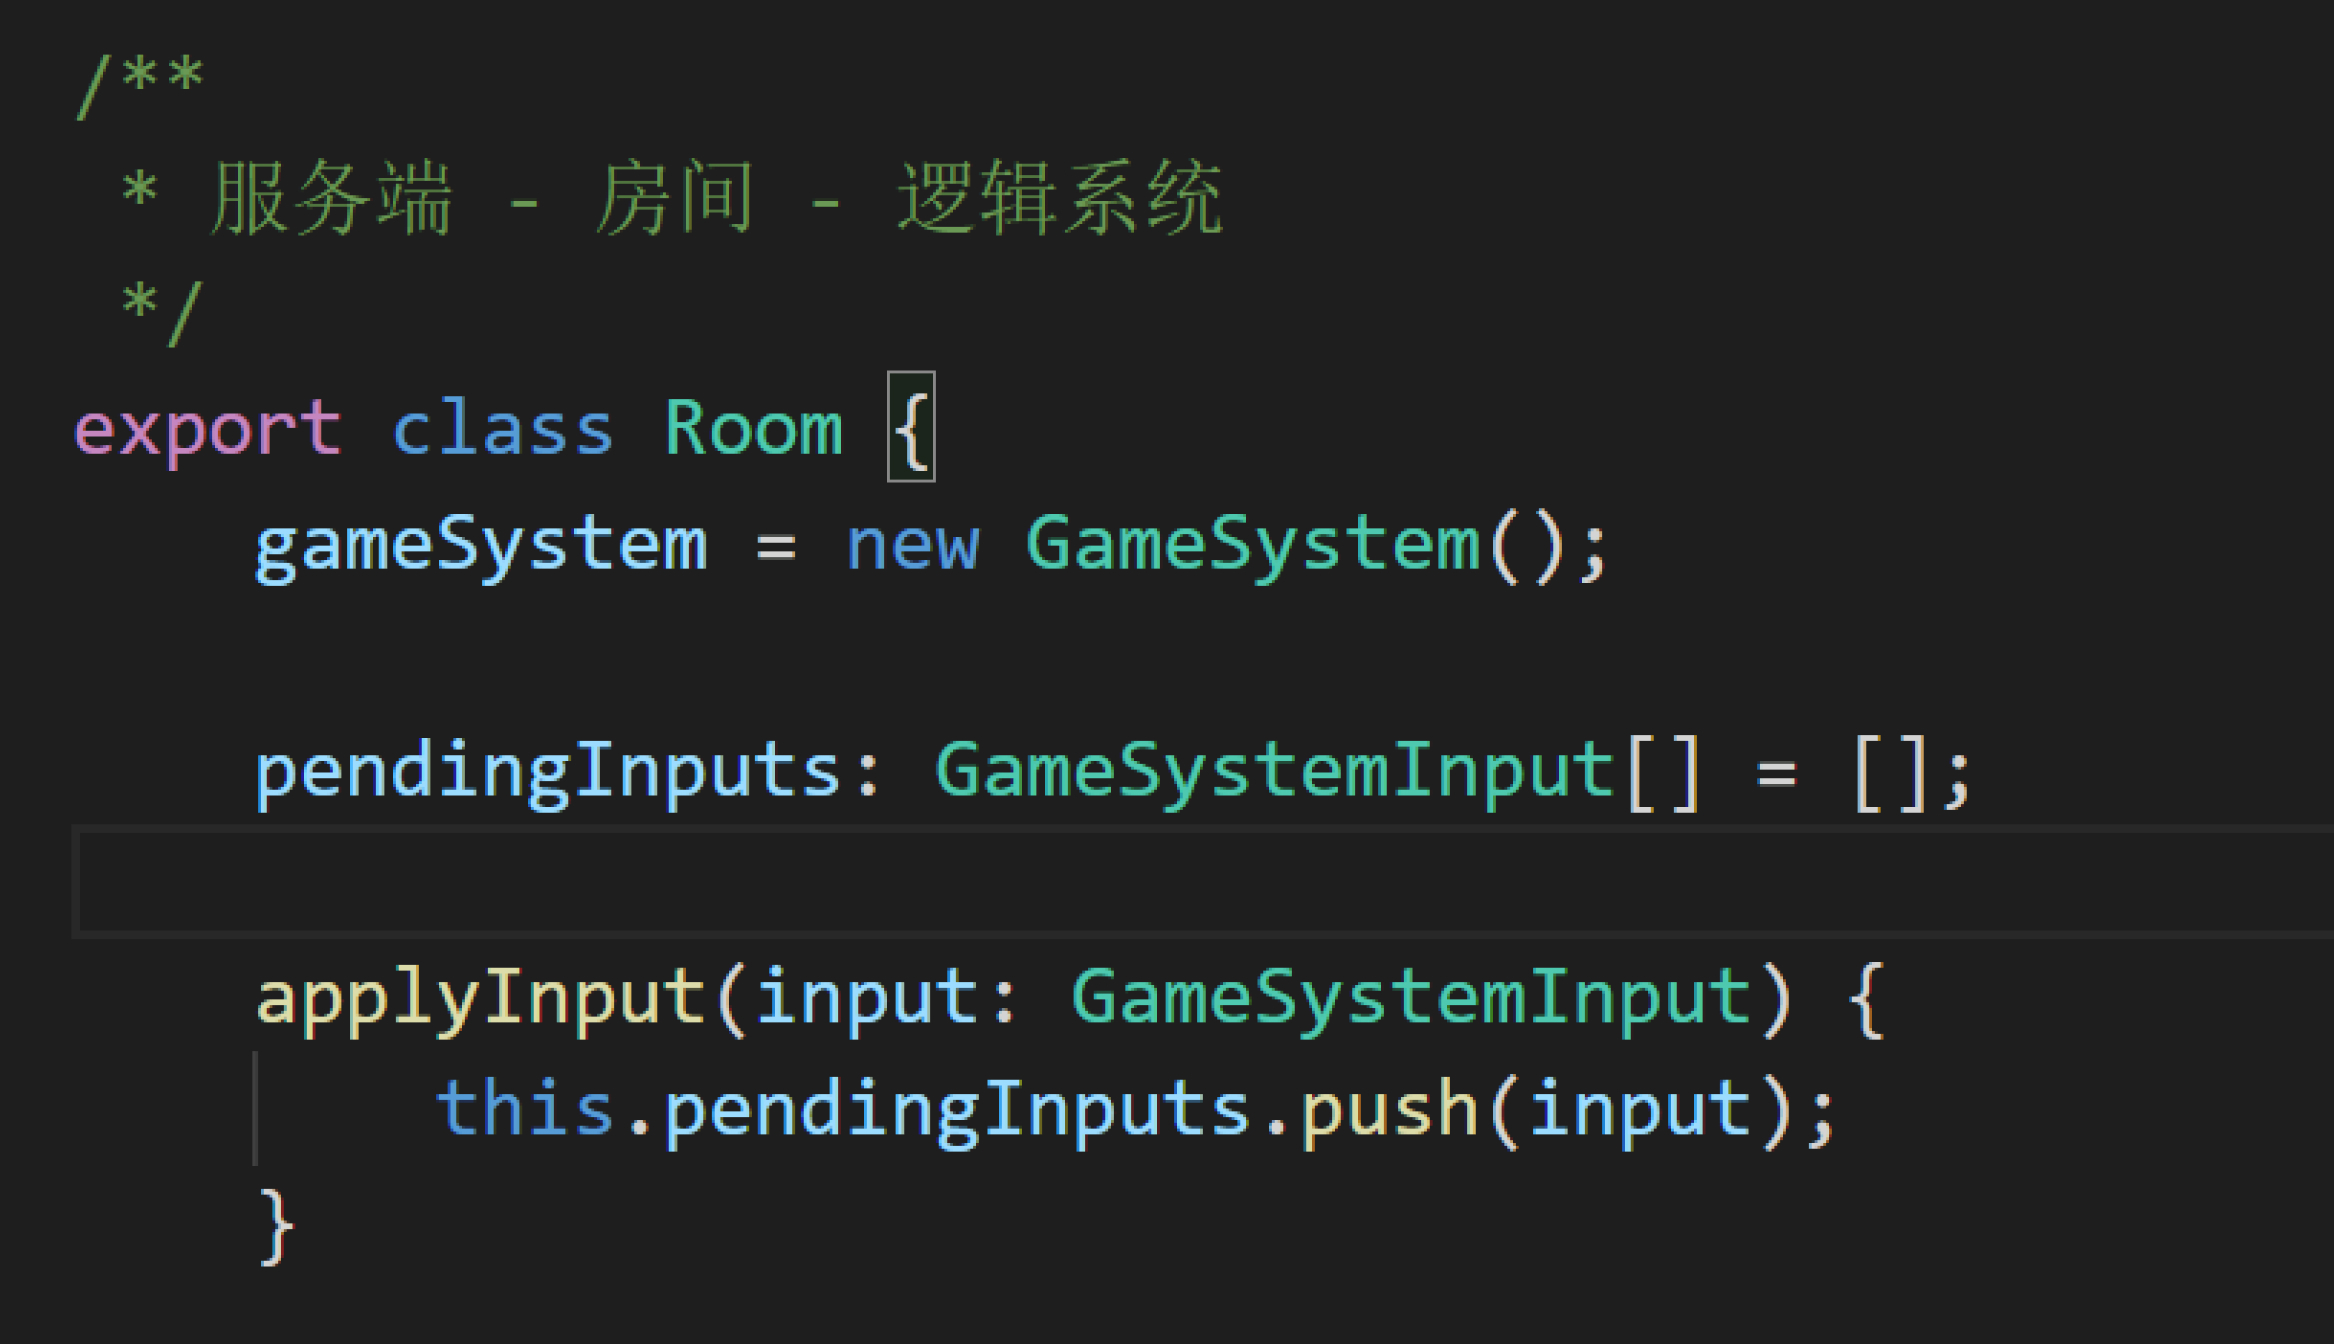 /**
 * 服务端 - 房间 - 逻辑系统
 */
export class Room {
    gameSystem = new GameSystem();
    pendingInputs: GameSystemInput[] = [];
    applyInput(input: GameSystemInput) {
        this.pendingInputs.push(input);
    }